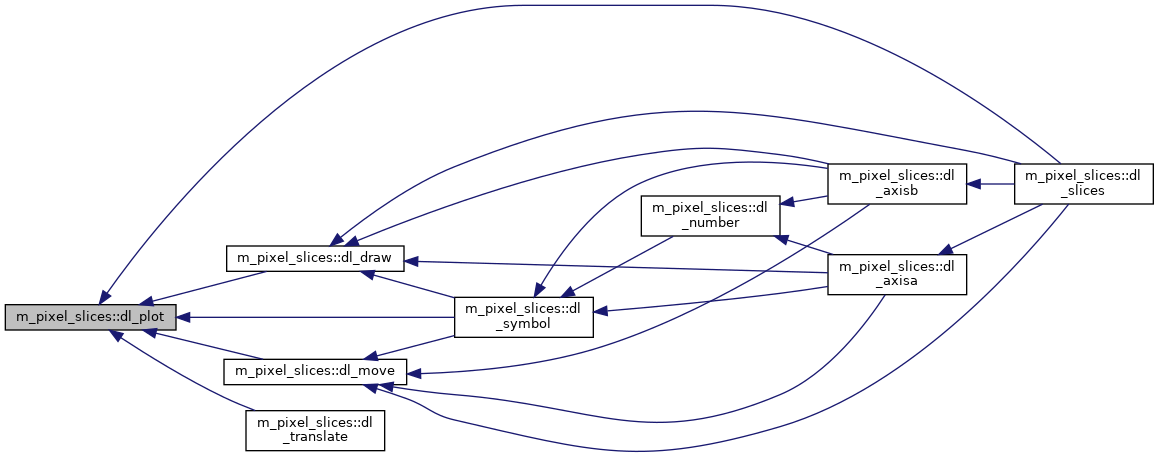 m_pixel_slices::dl_plot
m_pixel_slices::dl_draw
m_pixel_slices::dl
_symbol
m_pixel_slices::dl_move
m_pixel_slices::dl
_translate
m_pixel_slices::dl
_number
m_pixel_slices::dl
_axisb
m_pixel_slices::dl
_axisa
m_pixel_slices::dl
_slices